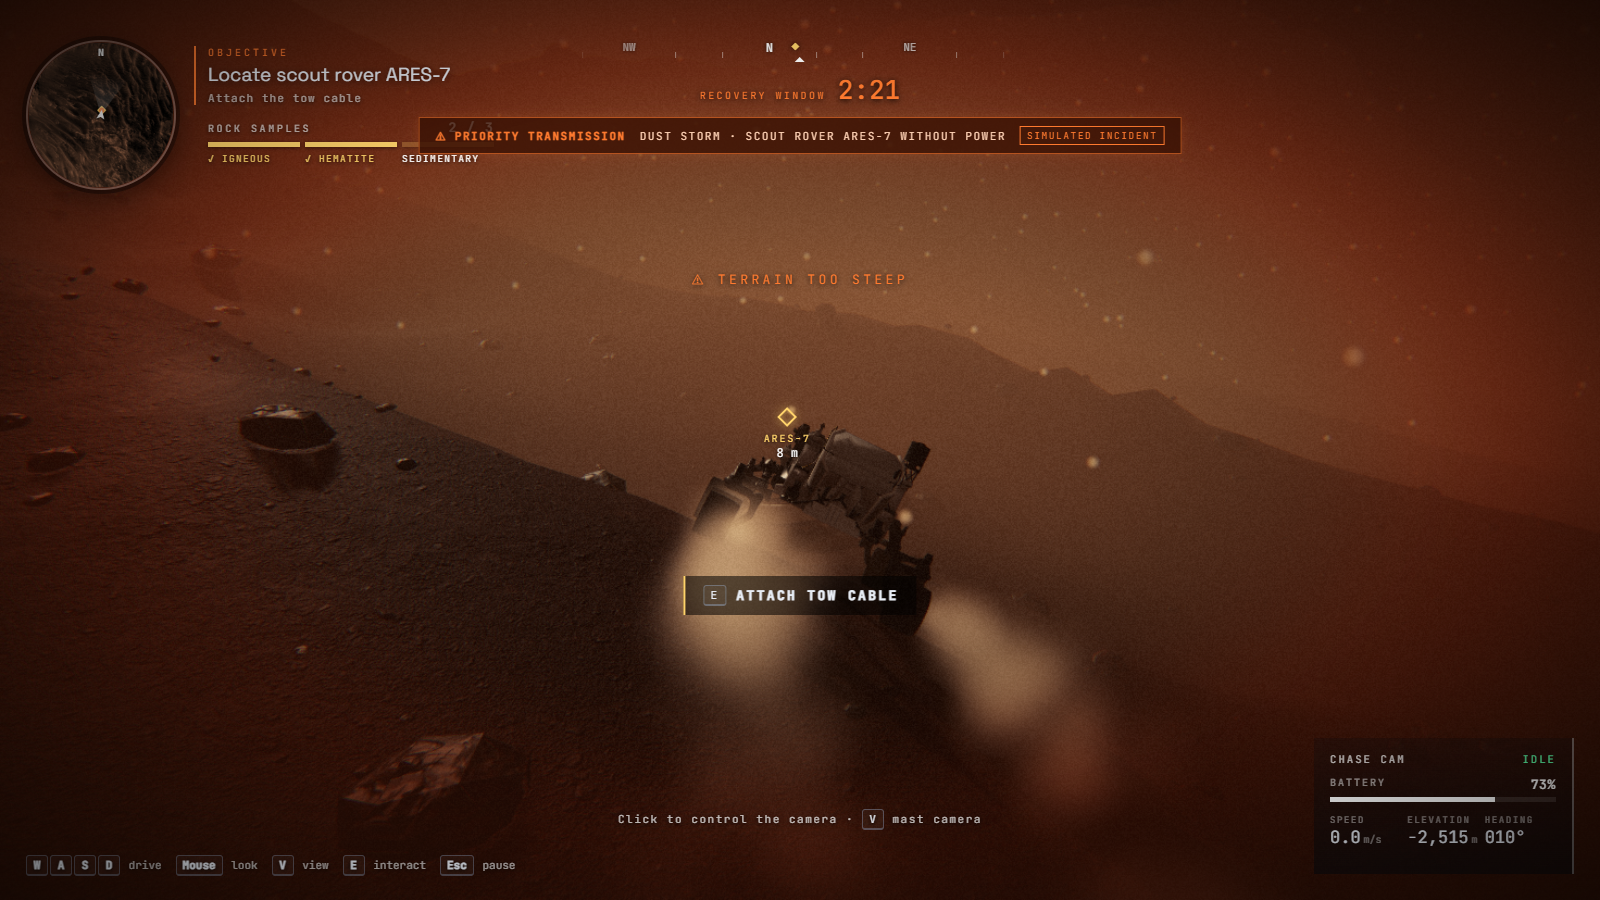 N
OBJECTIVE
Locate scout rover ARES-7
Attach the tow cable
ROCK SAMPLES 2 / 3
✓ IGNEOUS ✓ HEMATITE SEDIMENTARY
NW N NE
RECOVERY WINDOW 2:21
⚠ PRIORITY TRANSMISSION DUST STORM · SCOUT ROVER ARES-7 WITHOUT POWER SIMULATED INCIDENT
⚠ TERRAIN TOO STEEP
ARES-7
8 m
E ATTACH TOW CABLE
Click to control the camera · V mast camera
W A S D drive Mouse look V view E interact Esc pause
CHASE CAM IDLE
BATTERY 73%
SPEED ELEVATION HEADING
0.0 m/s -2,515 m 010°